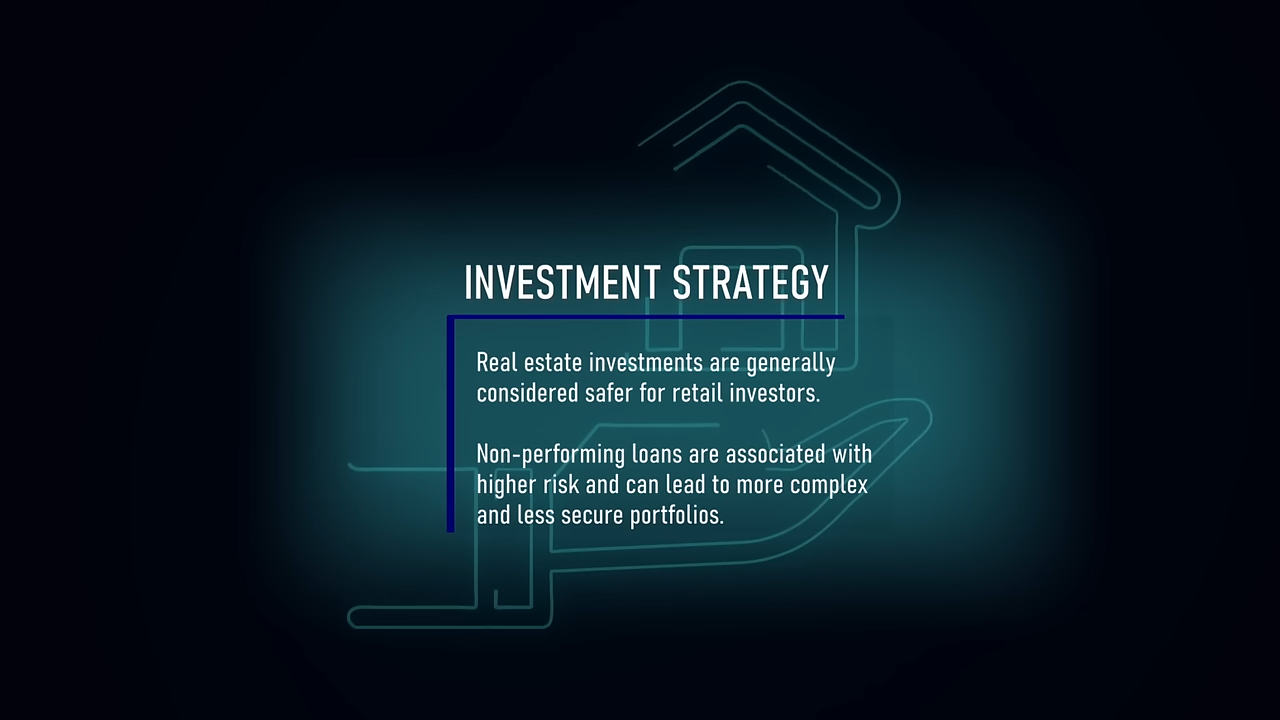 INVESTMENT STRATEGY
Real estate investments are generally
considered safer for retail investors.
Non-performing loans are associated with
higher risk and can lead to more complex
and less secure portfolios.